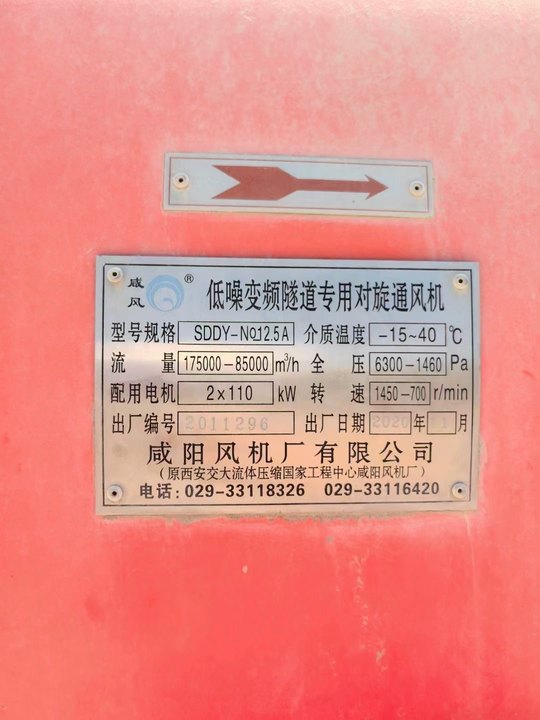 咸风 ®
低噪变频隧道专用对旋通风机
型号规格 SDDY-No12.5A 介质温度 -15~40 ℃
流量 175000-85000 m³/h 全压 6300-1460 Pa
配用电机 2×110 kW 转速 1450-700 r/min
出厂编号 2011296 出厂日期 2020 年 1 月
咸阳风机厂有限公司
(原西安交大流体压缩国家工程中心咸阳风机厂)
电话:029-33118326 029-33116420